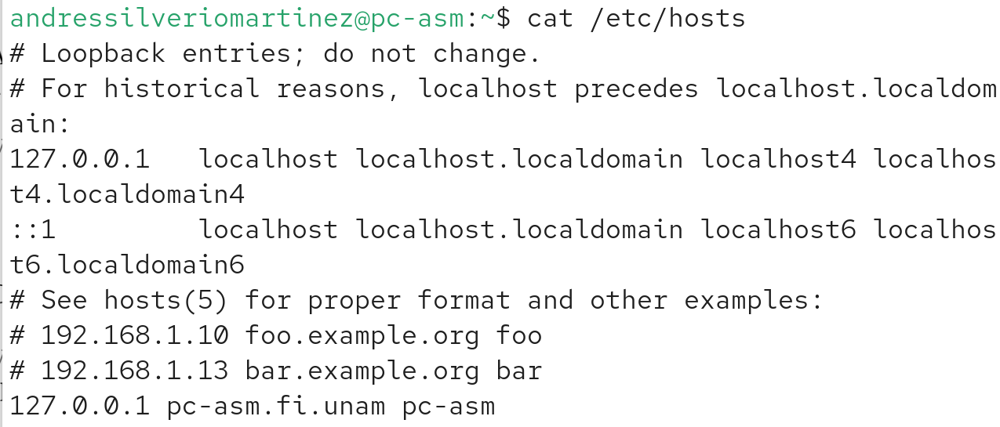 andressilveriomartinez@pc-asm:~$ cat /etc/hosts
# Loopback entries; do not change.
# For historical reasons, localhost precedes localhost.localdom
ain:
127.0.0.1   localhost localhost.localdomain localhost4 localhos
t4.localdomain4
::1         localhost localhost.localdomain localhost6 localhos
t6.localdomain6
# See hosts(5) for proper format and other examples:
# 192.168.1.10 foo.example.org foo
# 192.168.1.13 bar.example.org bar
127.0.0.1 pc-asm.fi.unam pc-asm